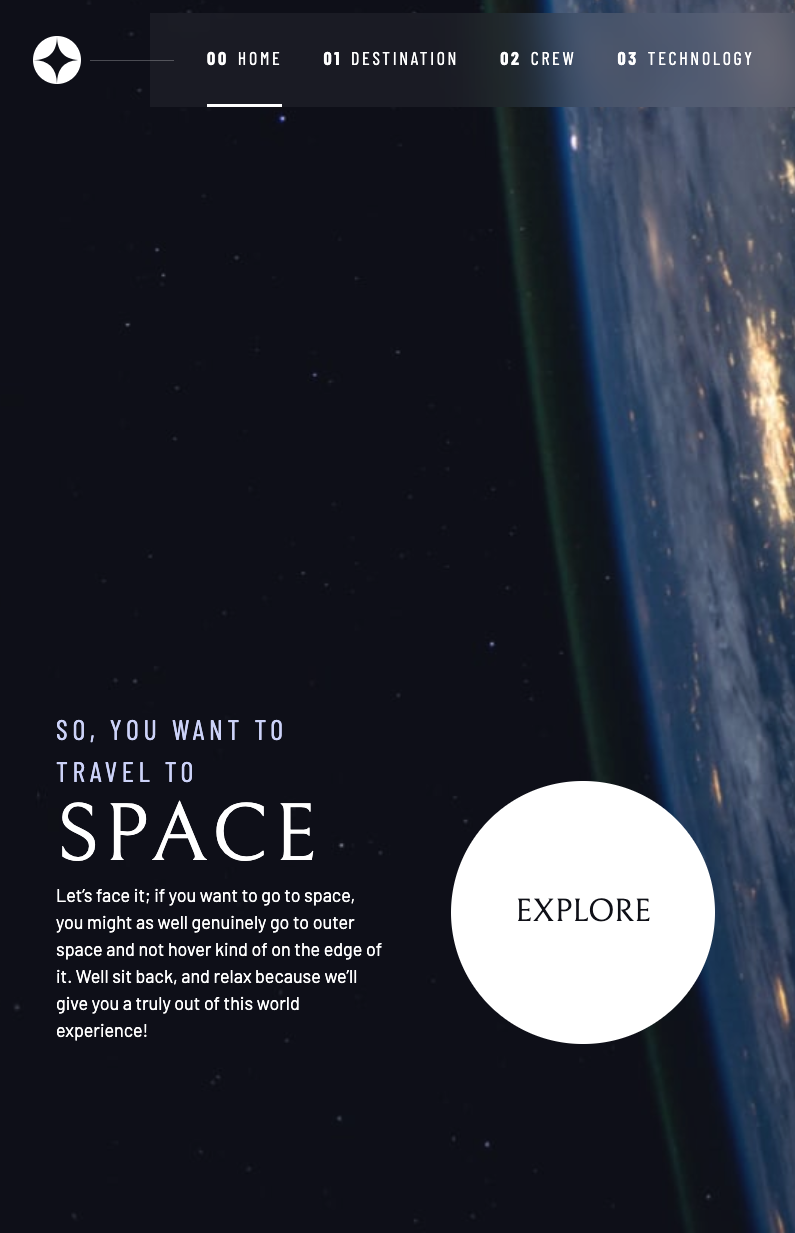 00 HOME 01 DESTINATION 02 CREW 03 TECHNOLOGY
SO, YOU WANT TO
TRAVEL TO
SPACE
Let’s face it; if you want to go to space,
you might as well genuinely go to outer
space and not hover kind of on the edge of
it. Well sit back, and relax because we’ll
give you a truly out of this world
experience!
EXPLORE